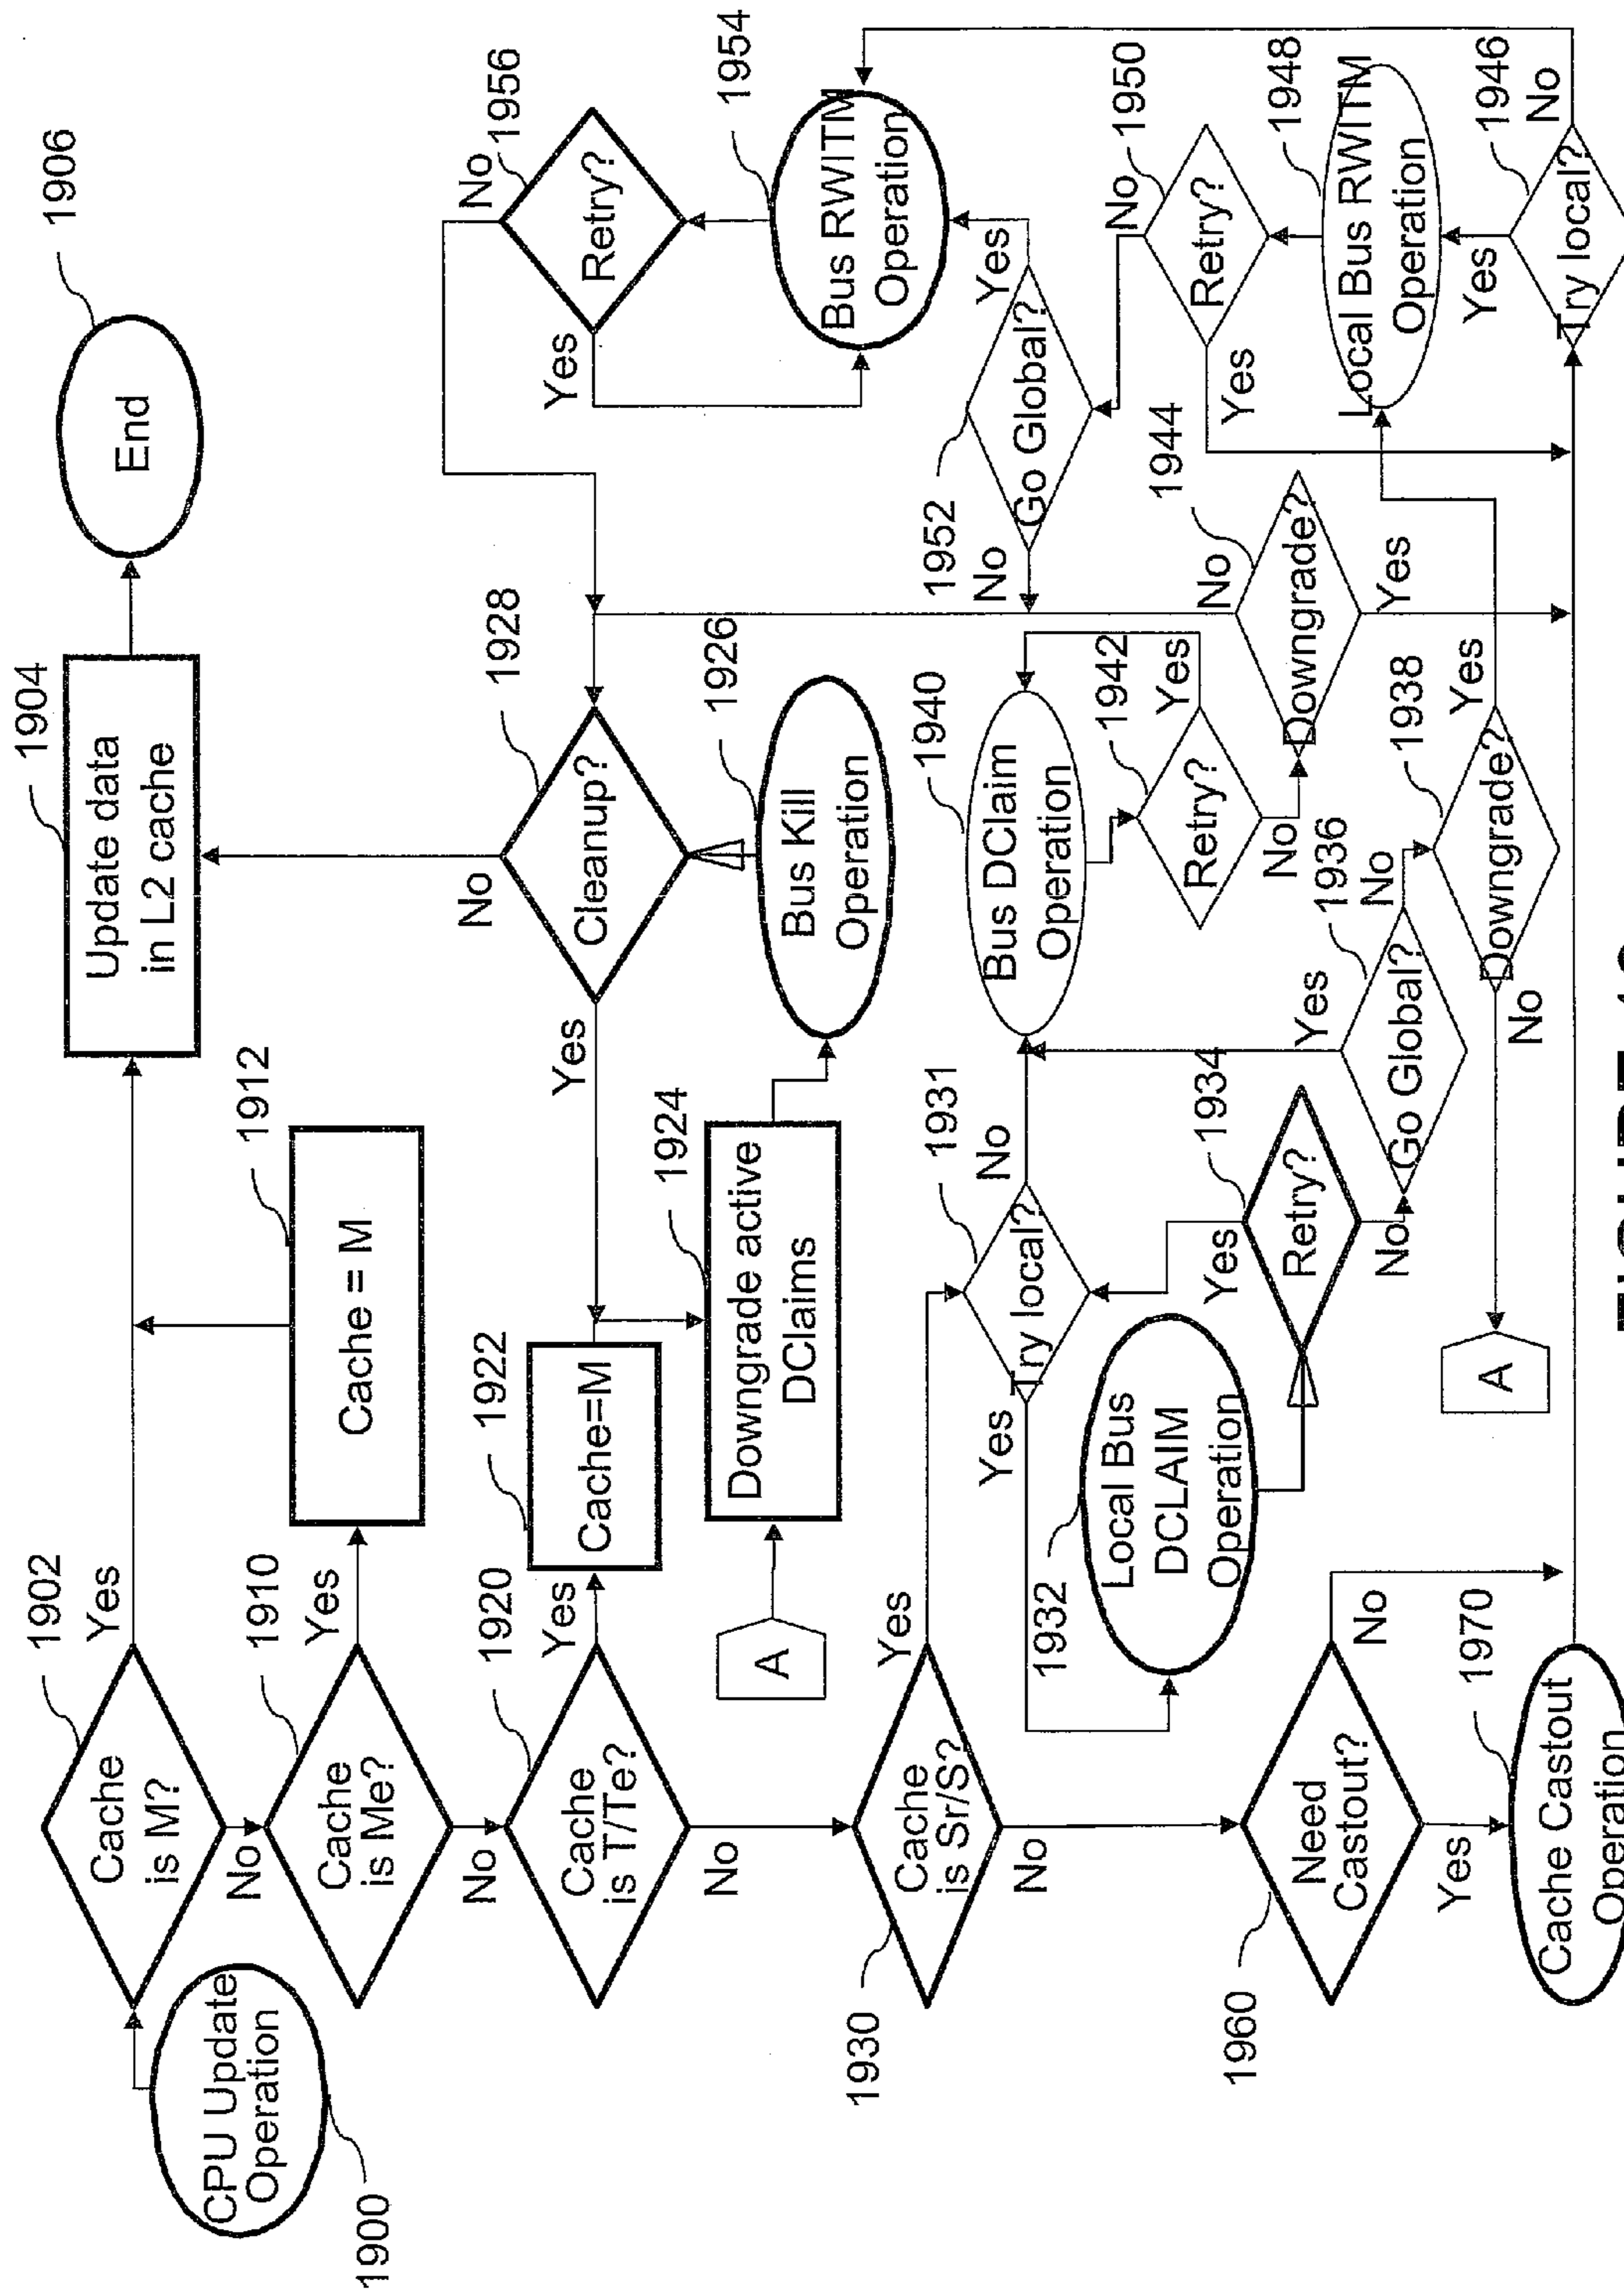 1900
CPU Update
Operation
1902
Cache
is M?
Yes
No
1904
Update data
in L2 cache
1906
End
1910
Cache
is Me?
Yes
No
1912
Cache = M
1920
Cache
is T/Te?
Yes
No
1922
Cache=M
A
1924
Downgrade active
DClaims
1926
Bus Kill
Operation
1928
Cleanup?
Yes
No
1930
Cache
is Sr/S?
Yes
No
1931
Try local?
Yes
No
1932
Local Bus
DCLAIM
Operation
1934
Retry?
Yes
No
1936
Go Global?
Yes
No
1938
Downgrade?
Yes
No
A
1940
Bus DClaim
Operation
1942
Retry?
Yes
No
1944
Downgrade?
No
Yes
1946
Try local?
Yes
No
1948
Local Bus RWITM
Operation
1950
Retry?
No
Yes
1952
Go Global?
Yes
No
1954
Bus RWITM
Operation
1956
Retry?
No
Yes
1960
Need
Castout?
No
Yes
1970
Cache Castout
Operation